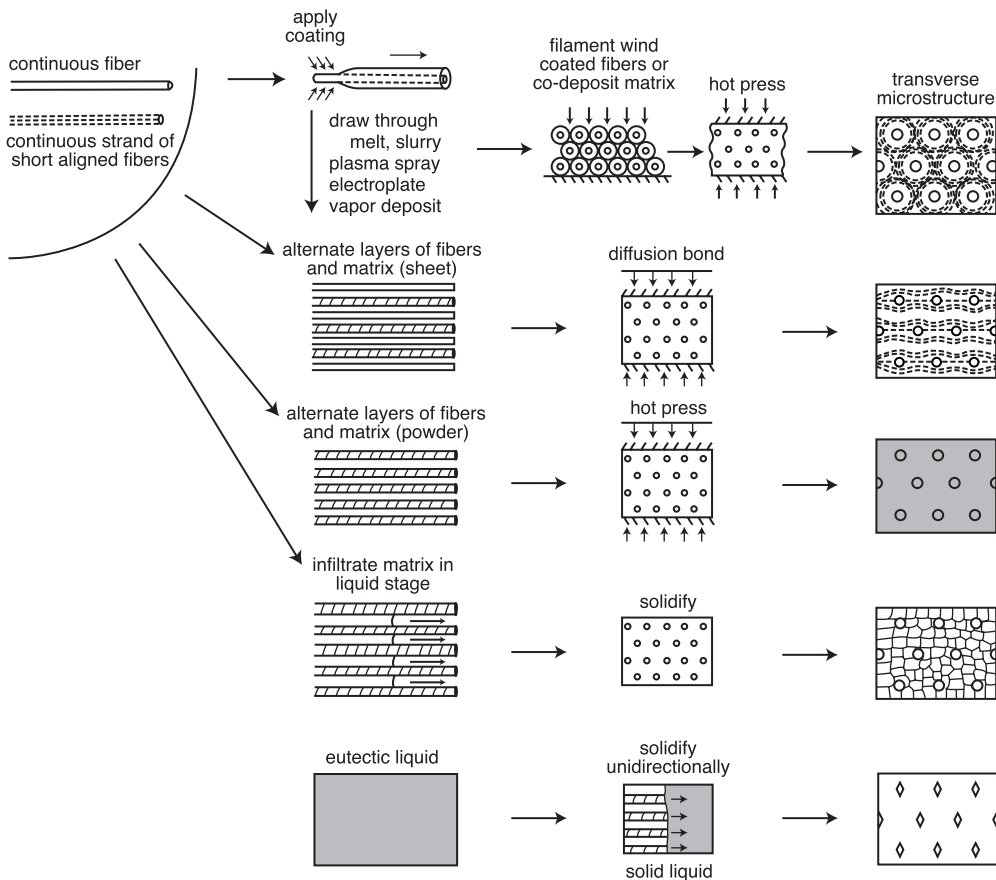 continuous fiber
continuous strand of
short aligned fibers
apply
coating
draw through
melt, slurry
plasma spray
electroplate
vapor deposit
filament wind
coated fibers or
co-deposit matrix
hot press
transverse
microstructure
alternate layers of fibers
and matrix (sheet)
diffusion bond
alternate layers of fibers
and matrix (powder)
hot press
infiltrate matrix in
liquid stage
solidify
eutectic liquid
solidify
unidirectionally
solid liquid